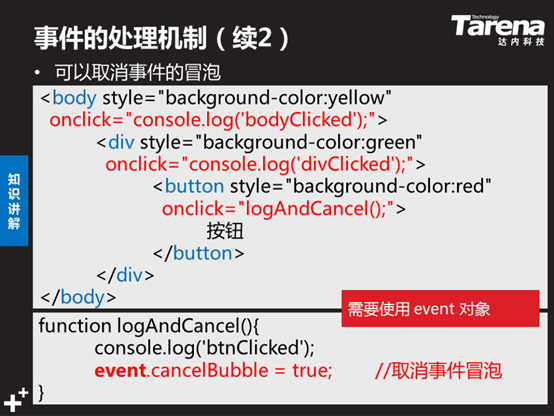 事件的处理机制（续2）
Technology
Tarena
达内科技
• 可以取消事件的冒泡
<body style="background-color:yellow"
onclick="console.log('bodyClicked');">
<div style="background-color:green"
onclick="console.log('divClicked');">
<button style="background-color:red"
onclick="logAndCancel();">
按钮
</button>
</div>
</body>
知识讲解
需要使用 event 对象
function logAndCancel(){
console.log('btnClicked');
event.cancelBubble = true; //取消事件冒泡
}